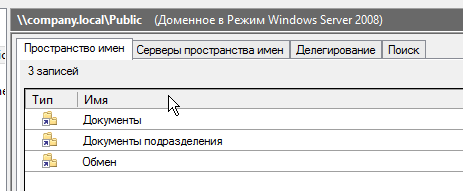 \\company.local\Public (Доменное в Режим Windows Server 2008)
Пространство имен Серверы пространства имен Делегирование Поиск
3 записей
Тип Имя
Документы
Документы подразделения
Обмен